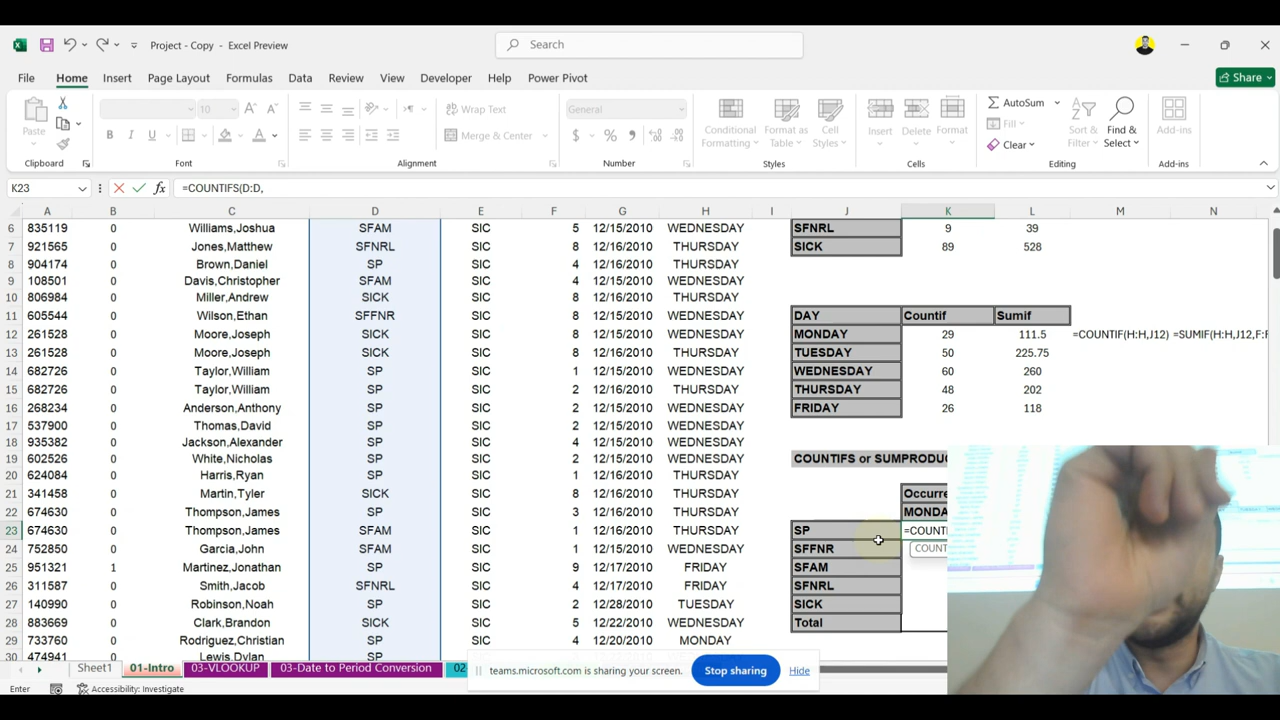 Project - Copy - Excel Preview
Search
File Home Insert Page Layout Formulas Data Review View Developer Help Power Pivot
Share
Paste
10
Wrap Text
Merge & Center
General
Conditional Formatting
Format as Table
Cell Styles
Insert
Delete
Format
AutoSum
Fill
Clear
Sort & Filter
Find & Select
Add-ins
Clipboard Font Alignment Number Styles Cells Editing Add-ins
K23 =COUNTIFS(D:D,
A B C D E F G H I J K L M N
6 835119 0 Williams,Joshua SFAM SIC 5 12/15/2010 WEDNESDAY SFNRL 9 39
7 921565 0 Jones,Matthew SFNRL SIC 8 12/16/2010 THURSDAY SICK 89 528
8 904174 0 Brown,Daniel SP SIC 4 12/16/2010 THURSDAY
9 108501 0 Davis,Christopher SFAM SIC 4 12/15/2010 WEDNESDAY
10 806984 0 Miller,Andrew SICK SIC 8 12/16/2010 THURSDAY
11 605544 0 Wilson,Ethan SFFNR SIC 8 12/15/2010 WEDNESDAY DAY Countif Sumif
12 261528 0 Moore,Joseph SICK SIC 8 12/15/2010 WEDNESDAY MONDAY 29 111.5 =COUNTIF(H:H,J12) =SUMIF(H:H,J12,F:F
13 261528 0 Moore,Joseph SICK SIC 8 12/16/2010 THURSDAY TUESDAY 50 225.75
14 682726 0 Taylor,William SP SIC 1 12/15/2010 WEDNESDAY WEDNESDAY 60 260
15 682726 0 Taylor,William SP SIC 2 12/16/2010 THURSDAY THURSDAY 48 202
16 268234 0 Anderson,Anthony SP SIC 2 12/15/2010 WEDNESDAY FRIDAY 26 118
17 537900 0 Thomas,David SP SIC 2 12/15/2010 WEDNESDAY
18 935382 0 Jackson,Alexander SP SIC 4 12/15/2010 WEDNESDAY
19 602526 0 White,Nicholas SP SIC 2 12/15/2010 WEDNESDAY COUNTIFS or SUMPRODU
20 624084 0 Harris,Ryan SP SIC 1 12/16/2010 THURSDAY
21 341458 0 Martin,Tyler SICK SIC 8 12/16/2010 THURSDAY Occurre
22 674630 0 Thompson,James SP SIC 2 12/15/2010 WEDNESDAY MONDA
23 674630 0 Thompson,James SFAM SIC 1 12/16/2010 THURSDAY SP =COUNTI
24 752850 0 Garcia,John SFAM SIC 1 12/15/2010 WEDNESDAY SFFNR COUNT
25 951321 1 Martinez,Jonathan SP SIC 9 12/17/2010 FRIDAY SFAM
26 311587 0 Smith,Jacob SFNRL SIC 4 12/17/2010 FRIDAY SFNRL
27 140990 0 Robinson,Noah SP SIC 2 12/28/2010 TUESDAY SICK
28 883669 0 Clark,Brandon SICK SIC 5 12/22/2010 WEDNESDAY Total
29 733760 0 Rodriguez,Christian SP SIC 4 12/20/2010 MONDAY
30 474941 0 Lewis,Dylan SP SIC
Sheet1 01-Intro 03-VLOOKUP 03-Date to Period Conversion 02
teams.microsoft.com is sharing your screen. Stop sharing Hide
Enter Accessibility: Investigate